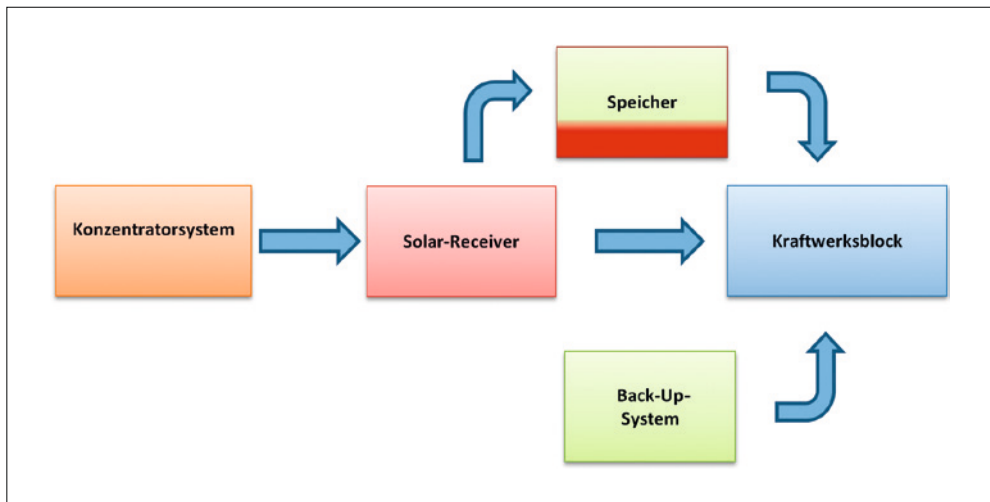 Speicher
Konzentratorsystem
Solar-Receiver
Kraftwerksblock
Back-Up-
System